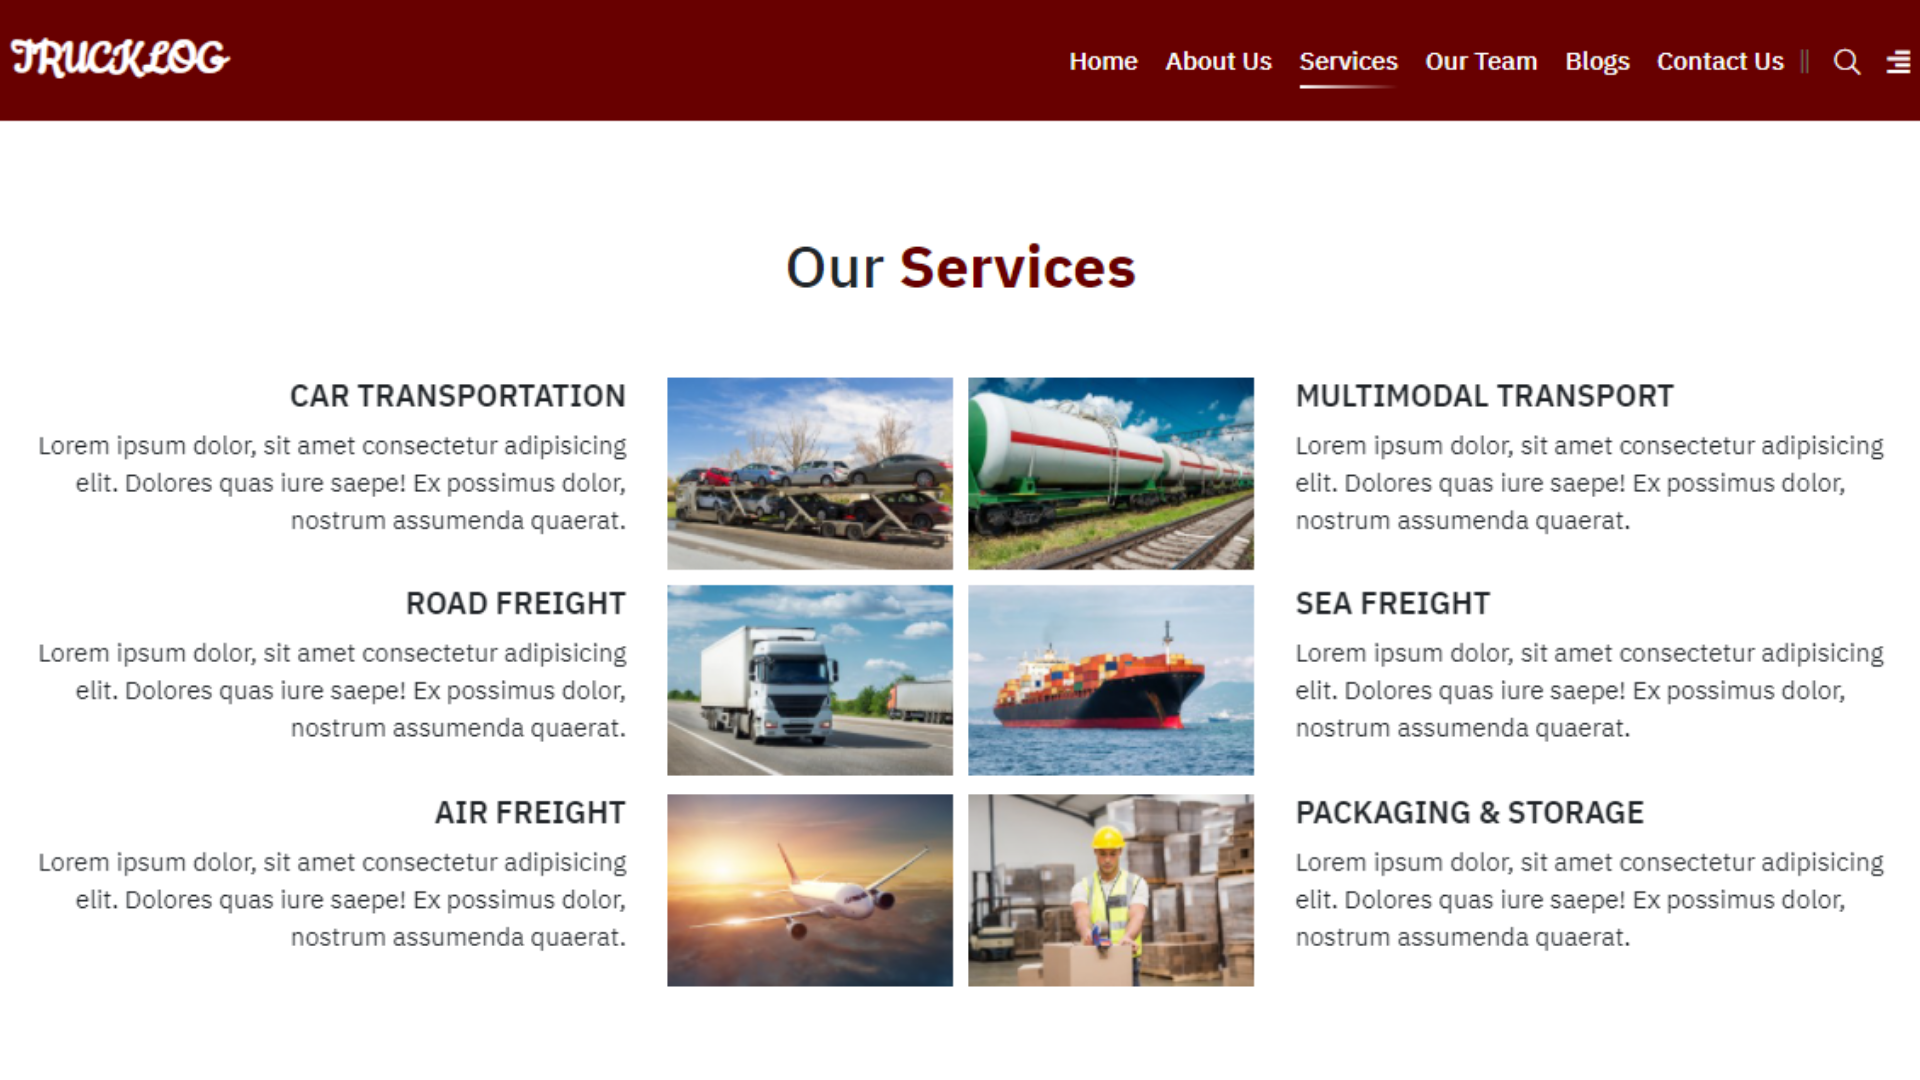 TRUCKLOG
Home About Us Services Our Team Blogs Contact Us
Our Services
CAR TRANSPORTATION
Lorem ipsum dolor, sit amet consectetur adipisicing
elit. Dolores quas iure saepe! Ex possimus dolor,
nostrum assumenda quaerat.
MULTIMODAL TRANSPORT
Lorem ipsum dolor, sit amet consectetur adipisicing
elit. Dolores quas iure saepe! Ex possimus dolor,
nostrum assumenda quaerat.
ROAD FREIGHT
Lorem ipsum dolor, sit amet consectetur adipisicing
elit. Dolores quas iure saepe! Ex possimus dolor,
nostrum assumenda quaerat.
SEA FREIGHT
Lorem ipsum dolor, sit amet consectetur adipisicing
elit. Dolores quas iure saepe! Ex possimus dolor,
nostrum assumenda quaerat.
AIR FREIGHT
Lorem ipsum dolor, sit amet consectetur adipisicing
elit. Dolores quas iure saepe! Ex possimus dolor,
nostrum assumenda quaerat.
PACKAGING & STORAGE
Lorem ipsum dolor, sit amet consectetur adipisicing
elit. Dolores quas iure saepe! Ex possimus dolor,
nostrum assumenda quaerat.